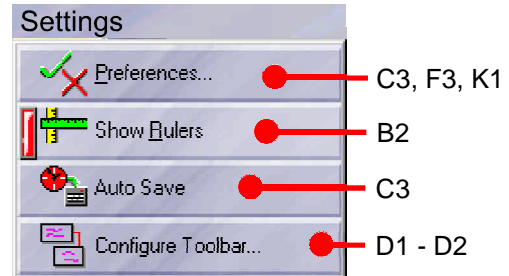 Settings
Preferences... C3, F3, K1
Show Rulers B2
Auto Save C3
Configure Toolbar... D1 - D2